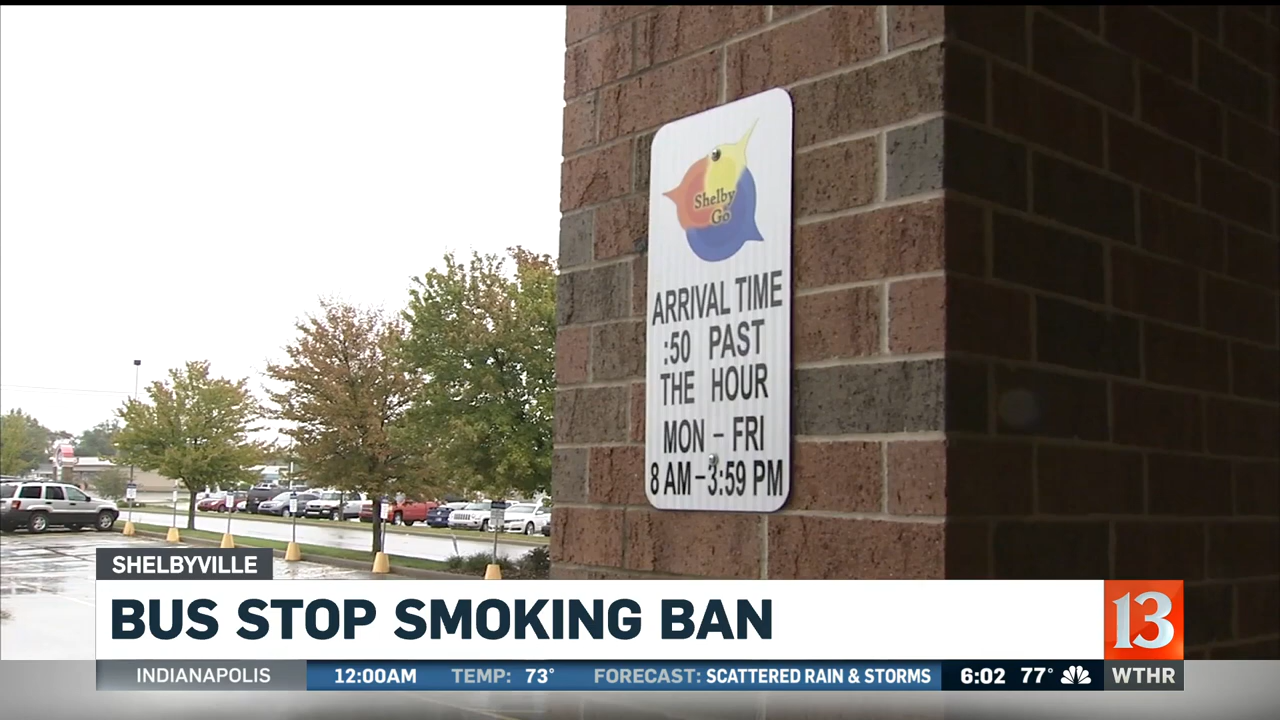 Shelby
Go
ARRIVAL TIME
:50 PAST
THE HOUR
MON - FRI
8 AM-3:59 PM
SHELBYVILLE
BUS STOP SMOKING BAN
13
INDIANAPOLIS
12:00AM TEMP: 73° FORECAST: SCATTERED RAIN & STORMS
6:02 77°
WTHR